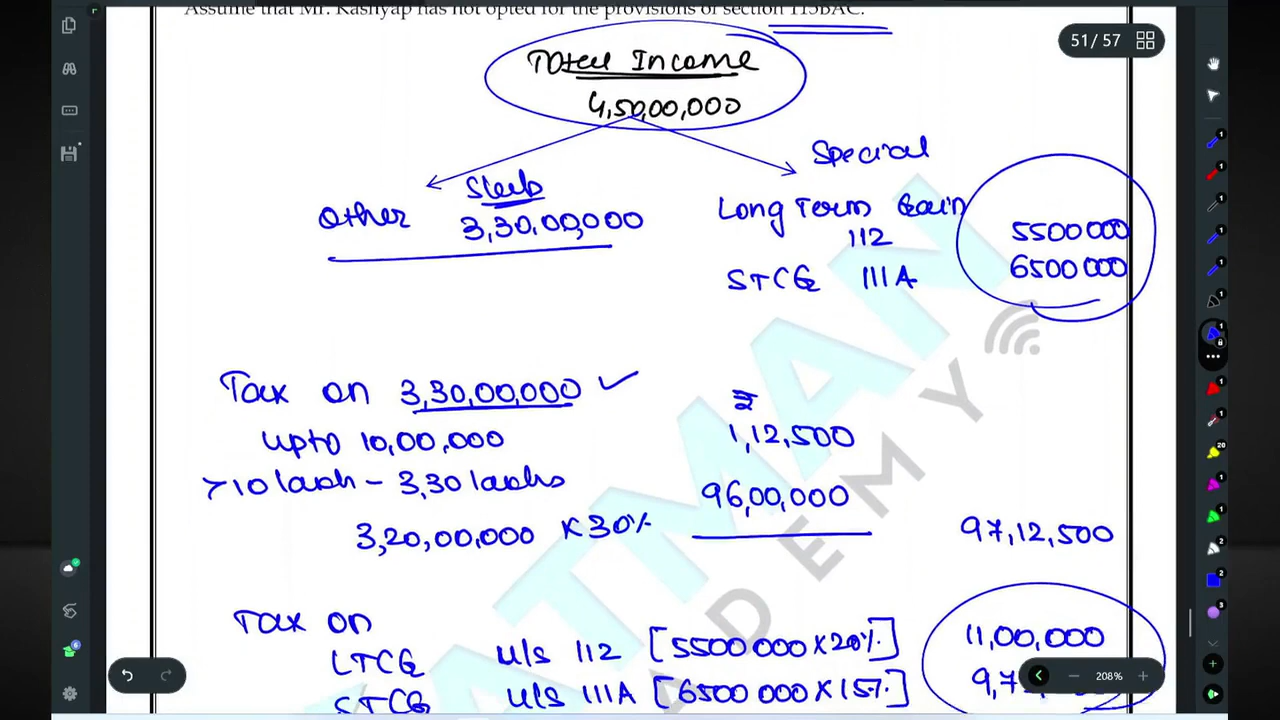 Assume that Mr. Kashyap has not opted for the provisions of section 115BAC.
51 / 57
Total Income
4,50,00,000
Special
Slab
Other 3,30,00,000
Long Term Gain
112 5500000
STCG 111A 6500000
Tax on 3,30,00,000 ✓
₹
upto 10,00,000 1,12,500
>10 lakh - 3,30 lakhs 96,00,000
3,20,00,000 x 30% 97,12,500
Tax on
LTCG u/s 112 [5500000 x 20%] 11,00,000
STCG u/s 111A [6500000 x 15%] 9,7
208%
ATMAN
ADEMY